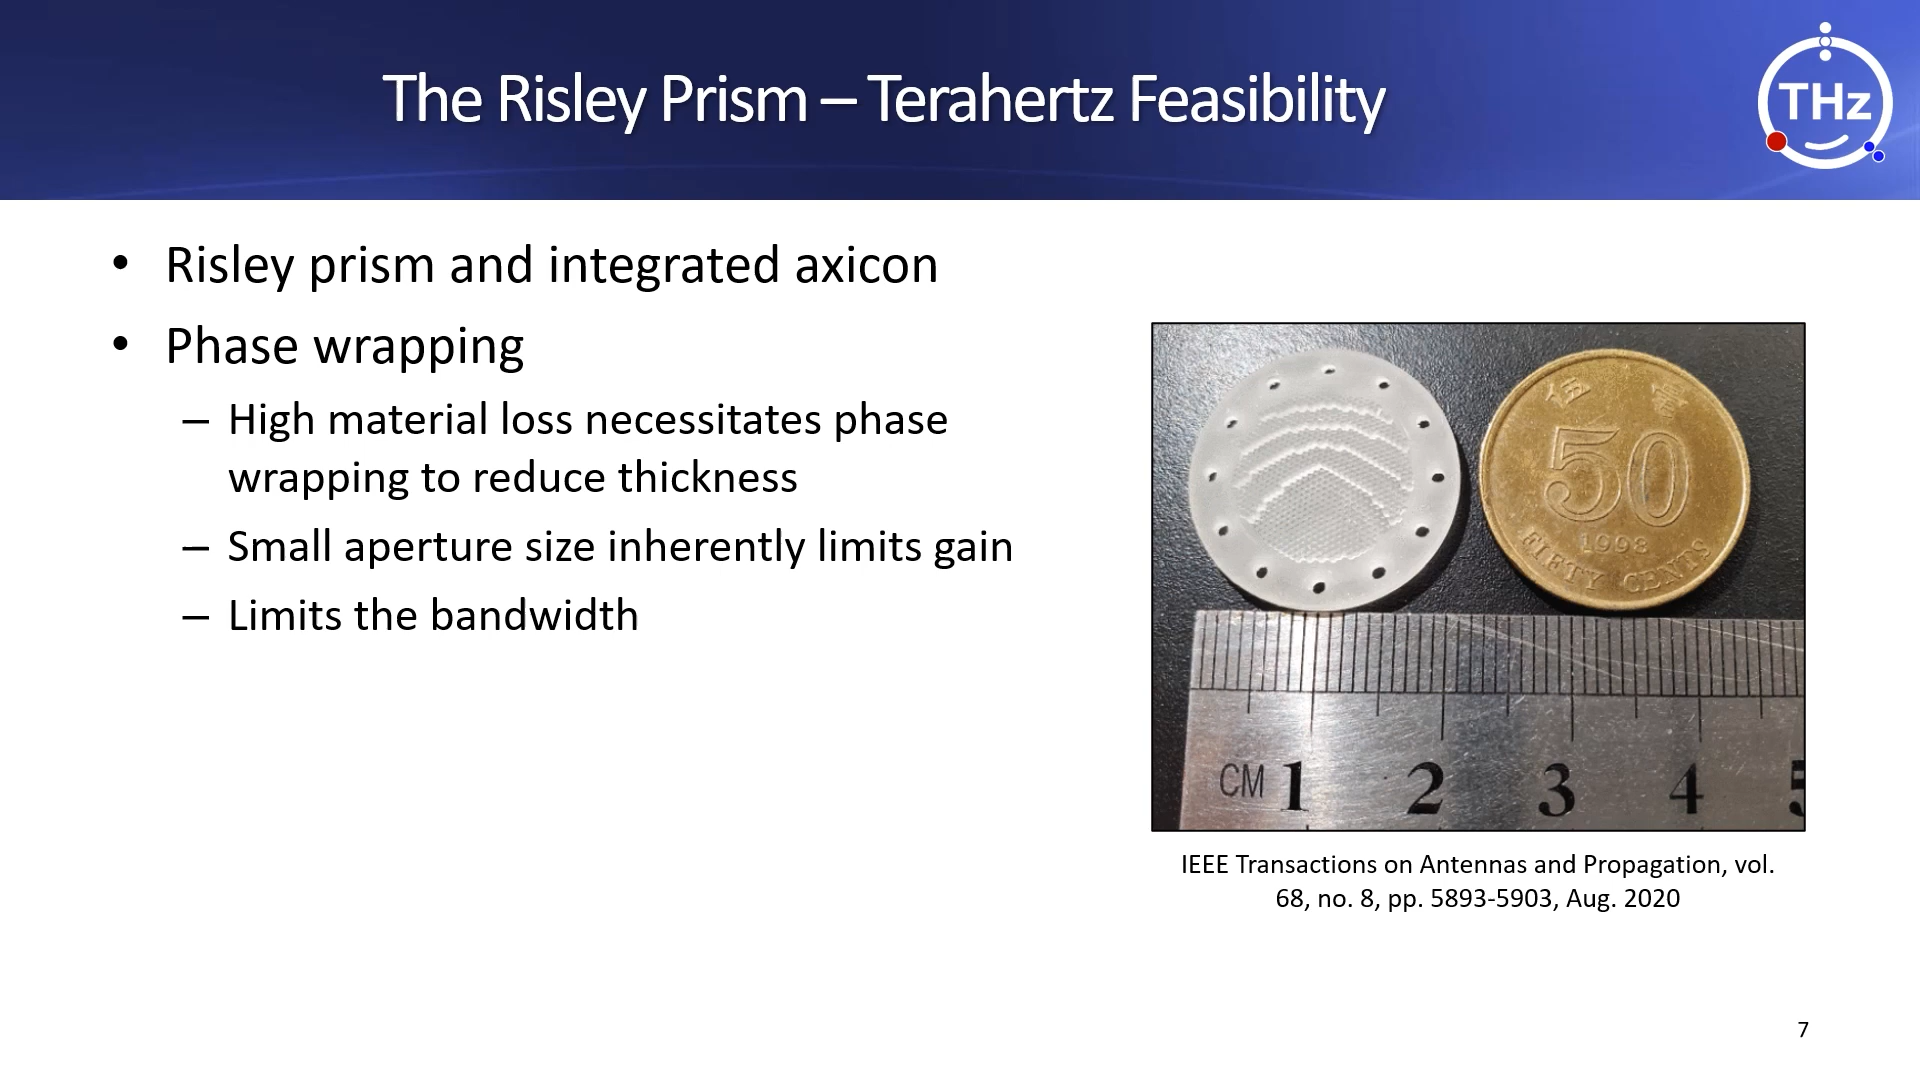 The Risley Prism – Terahertz Feasibility
THz
• Risley prism and integrated axicon
• Phase wrapping
– High material loss necessitates phase
wrapping to reduce thickness
– Small aperture size inherently limits gain
– Limits the bandwidth
伍 毫
50
1998
FIFTY CENTS
CM 1 2 3 4 5
IEEE Transactions on Antennas and Propagation, vol.
68, no. 8, pp. 5893-5903, Aug. 2020
7